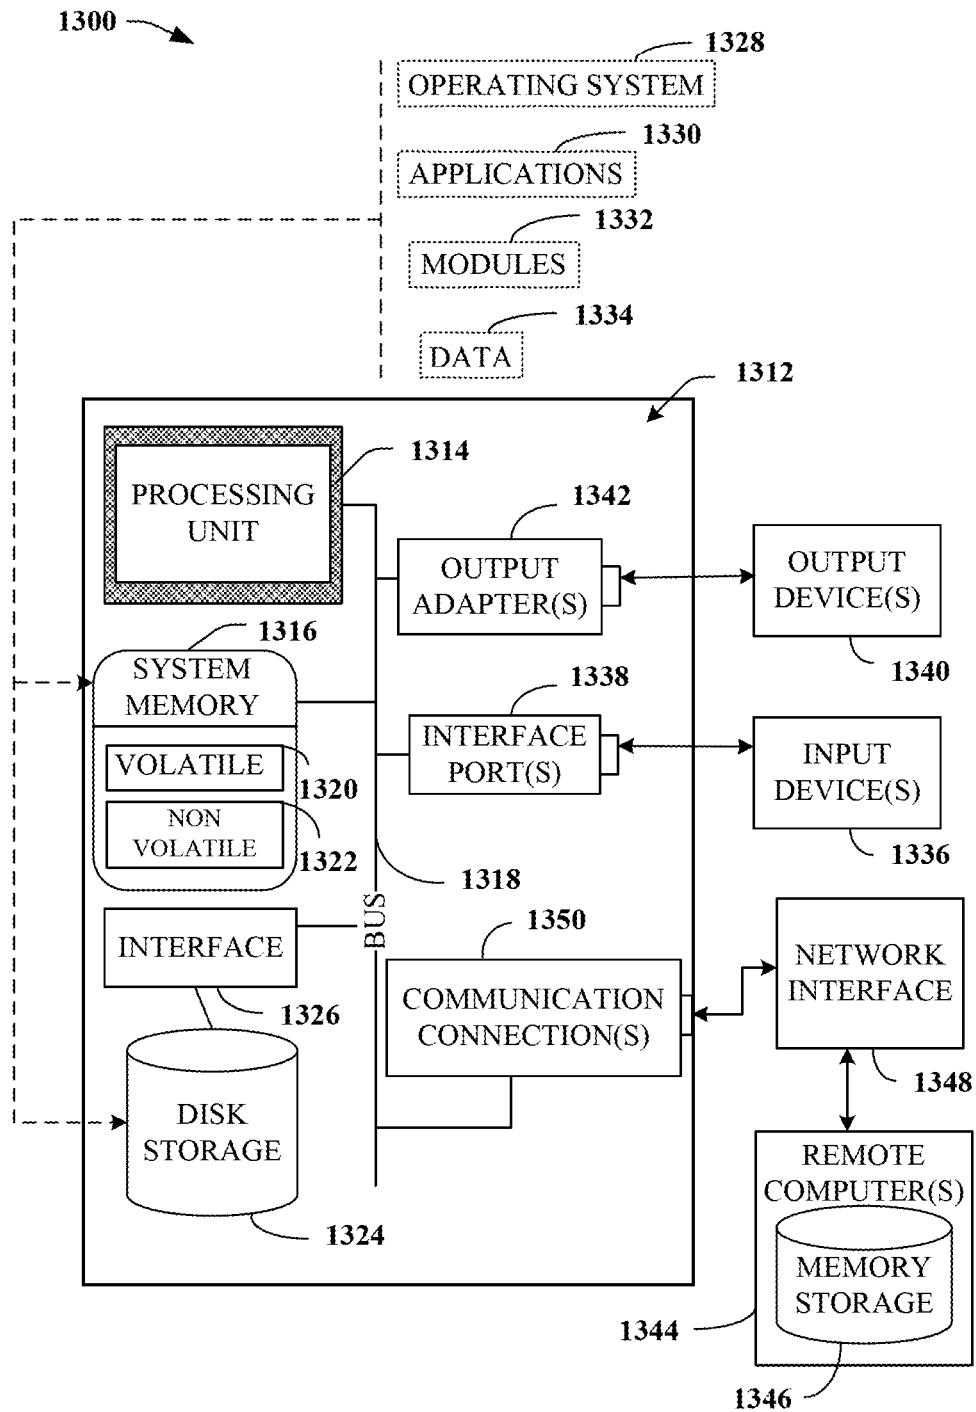 1300
1328
OPERATING SYSTEM
1330
APPLICATIONS
1332
MODULES
1334
DATA
1312
1314
PROCESSING
UNIT
1342
OUTPUT
ADAPTER(S)
OUTPUT
DEVICE(S)
1340
1316
SYSTEM
MEMORY
VOLATILE
1320
NON
VOLATILE
1322
1338
INTERFACE
PORT(S)
INPUT
DEVICE(S)
1336
1318
BUS
INTERFACE
1326
1350
COMMUNICATION
CONNECTION(S)
NETWORK
INTERFACE
1348
DISK
STORAGE
1324
REMOTE
COMPUTER(S)
MEMORY
STORAGE
1344
1346